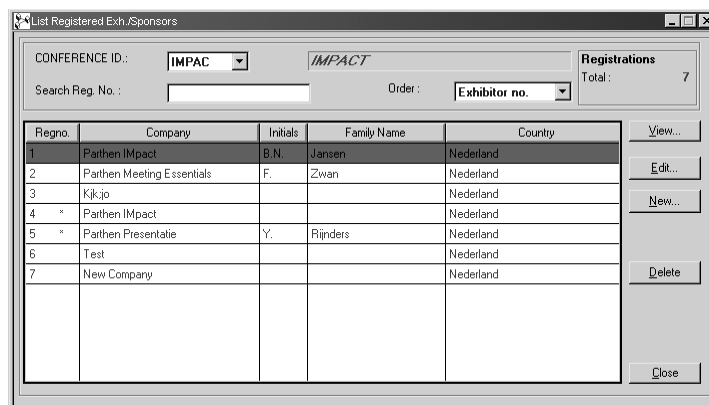 List Registered Exh./Sponsors
CONFERENCE ID.: IMPAC IMPACT
Registrations
Total : 7
Search Reg. No. : Order : Exhibitor no.
Regno. Company Initials Family Name Country
1 Parthen IMpact B.N. Jansen Nederland
2 Parthen Meeting Essentials F. Zwan Nederland
3 Kjk;jo Nederland
4 * Parthen IMpact Nederland
5 * Parthen Presentatie Y. Rijnders Nederland
6 Test Nederland
7 New Company Nederland
View...
Edit...
New...
Delete
Close